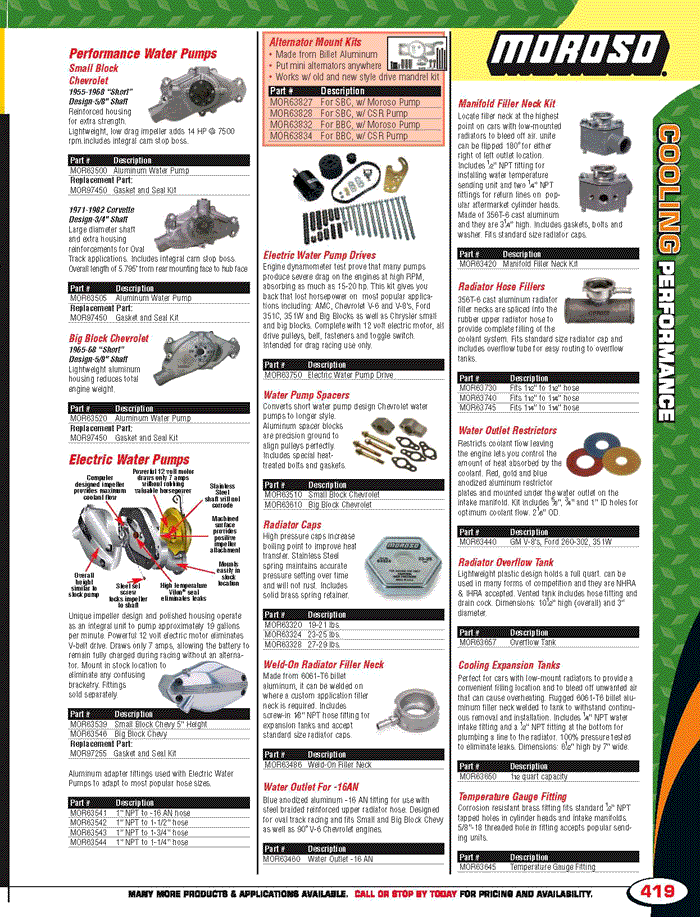 Performance Water Pumps
Small Block
Chevrolet
1955-1968 "Short"
Design-5/8" Shaft
Reinforced housing
for extra strength.
Lightweight, low drag impeller adds 14 HP @ 7500
rpm.includes integral cam stop boss.
Part # Description
MOR63500 Aluminum Water Pump
Replacement Part:
MOR97450 Gasket and Seal Kit
1971-1982 Corvette
Design-3/4" Shaft
Large diameter shaft
and extra housing
reinforcements for Oval
Track applications. Includes integral cam stop boss.
Overall length of 5.795" from rear mounting face to hub face
Part # Description
MOR63505 Aluminum Water Pump
Replacement Part:
MOR97450 Gasket and Seal Kit
Big Block Chevrolet
1965-68 "Short"
Design-5/8" Shaft
Lightweight aluminum
housing reduces total
engine weight.
Part # Description
MOR63520 Aluminum Water Pump
Replacement Part:
MOR97450 Gasket and Seal Kit
Electric Water Pumps
Computer
designed impeller
provides maximum
coolant flow
Powerful 12 volt motor
draws only 7 amps
without robbing
valuable horsepower
Stainless
Steel
shaft will not
corrode
Machined
surface
provides
positive
impeller
attachment
Mounts
easily in
stock
location
Overall
height
similar to
stock pump
Steel set
screw
locks impeller
to shaft
High temperature
Viton® seal
eliminates leaks
Unique impeller design and polished housing operate
as an integral unit to pump approximately 19 gallons
per minute. Powerful 12 volt electric motor eliminates
V-belt drive. Draws only 7 amps, allowing the battery to
remain fully charged during racing without an alterna-
tor. Mount in stock location to
eliminate any confusing
bracketry. Fittings
sold separately.
Part # Description
MOR63539 Small Block Chevy 5" Height
MOR63546 Big Block Chevy
Replacement Part:
MOR97255 Gasket and Seal Kit
Aluminum adapter fittings used with Electric Water
Pumps to adapt to most popular hose sizes.
Part # Description
MOR63541 1" NPT to -16 AN hose
MOR63542 1" NPT to 1-1/2" hose
MOR63543 1" NPT to 1-3/4" hose
MOR63544 1" NPT to 1-1/4" hose
Alternator Mount Kits
• Made from Billet Aluminum
• Put mini alternators anywhere
• Works w/ old and new style drive mandrel kit
Part # Description
MOR63827 For SBC, w/ Moroso Pump
MOR63828 For SBC, w/ CSR Pump
MOR63832 For BBC, w/ Moroso Pump
MOR63834 For BBC, w/ CSR Pump
Electric Water Pump Drives
Engine dynamometer test prove that many pumps
produce severe drag on the engines at high RPM,
absorbing as much as 15-20 hp. This kit gives you
back that lost horsepower on most popular applica-
tions including: AMC, Chevrolet V-6 and V-8's, Ford
351C, 351W and Big Blocks as well as Chrysler small
and big blocks. Complete with 12 volt electric motor, all
drive pulleys, belt, fasteners and toggle switch.
Intended for drag racing use only.
Part # Description
MOR63750 Electric Water Pump Drive
Water Pump Spacers
Converts short water pump design Chevrolet water
pumps to longer style.
Aluminum spacer blocks
are precision ground to
align pulleys perfectly.
Includes special heat-
treated bolts and gaskets.
Part # Description
MOR63510 Small Block Chevrolet
MOR63610 Big Block Chevrolet
Radiator Caps
High pressure caps increase
boiling point to improve heat
transfer. Stainless Steel
spring maintains accurate
pressure setting over time
and will not rust. Includes
solid brass spring retainer.
MOROSO
Part # Description
MOR63320 19-21 lbs.
MOR63324 23-25 lbs.
MOR63328 27-29 lbs.
Weld-On Radiator Filler Neck
Made from 6061-T6 billet
aluminum, it can be welded on
where a custom application filler
neck is required. Includes
screw-in NPT hose fitting for
expansion tanks and accept
standard size radiator caps.
Part # Description
MOR63486 Weld-On Filler Neck
Water Outlet For -16AN
Blue anodized aluminum -16 AN fitting for use with
steel braided reinforced upper radiator hose. Designed
for oval track racing and fits Small and Big Block Chevy
as well as 90° V-6 Chevrolet engines.
Part # Description
MOR63460 Water Outlet -16 AN
MOROSO
Manifold Filler Neck Kit
Locate filler neck at the highest
point on cars with low-mounted
radiators to bleed off air. unite
can be flipped 180° for either
right of left outlet location.
Includes ½" NPT fitting for
installing water temperature
sending unit and two ¼" NPT
fittings for return lines on pop-
ular aftermarket cylinder heads.
Made of 356T-6 cast aluminum
and they are high. Includes gaskets, bolts and
washer. Fits standard size radiator caps.
Part # Description
MOR63420 Manifold Filler Neck Kit
Radiator Hose Fillers
356T-6 cast aluminum radiator
filler necks are spliced into the
rubber upper radiator hose to
provide complete filling of the
coolant system. Fits standard size radiator cap and
includes overflow tube for easy routing to overflow
tanks.
Part # Description
MOR63730 Fits 1½" to 1½" hose
MOR63740 Fits 1½" to hose
MOR63745 Fits hose
Water Outlet Restrictors
Restricts coolant flow leaving
the engine lets you control the
amount of heat absorbed by the
coolant. Red, gold and blue
anodized aluminum restrictor
plates and mounted under the water outlet on the
intake manifold. Kit includes ⅝", ¾" and 1" ID holes for
optimum coolant flow. OD.
Part # Description
MOR63440 GM V-8's, Ford 260-302, 351W
Radiator Overflow Tank
Lightweight plastic design holds a full quart. can be
used in many forms of competition and they are NHRA
& IHRA accepted. Vented tank includes hose fitting and
drain cock. Dimensions: 10½" high (overall) and 3"
diameter.
Part # Description
MOR63657 Overflow Tank
Cooling Expansion Tanks
Perfect for cars with low-mount radiators to provide a
convenient filling location and to bleed off unwanted air
that can cause overheating. Rugged 6061-T6 billet alu-
minum filler neck welded to tank to withstand continu-
ous removal and installation. Includes ¼" NPT water
intake fitting and a ½" NPT fitting at the bottom for
plumbing a line to the radiator. 100% pressure tested
to eliminate leaks. Dimensions: 6½" high by 7" wide.
Part # Description
MOR63650 quart capacity
Temperature Gauge Fitting
Corrosion resistant brass fitting fits standard ½" NPT
tapped holes in cylinder heads and intake manifolds.
5/8"-18 threaded hole in fitting accepts popular send-
ing units.
Part # Description
MOR63645 Temperature Gauge Fitting
COOLING PERFORMANCE
MANY MORE PRODUCTS & APPLICATIONS AVAILABLE. CALL OR STOP BY TODAY FOR PRICING AND AVAILABILITY.
419